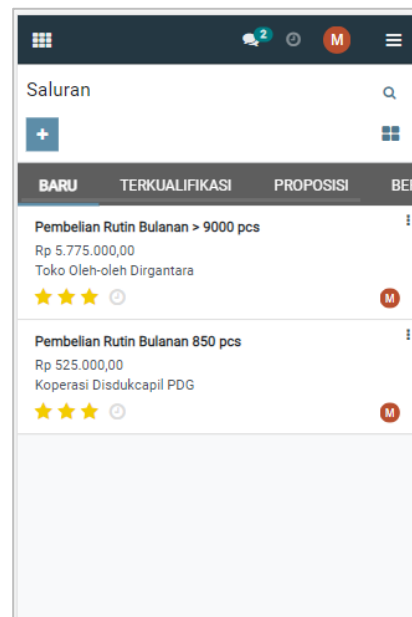 2
M
Saluran
+
BARU TERKUALIFIKASI PROPOSISI
Pembelian Rutin Bulanan > 9000 pcs
Rp 5.775.000,00
Toko Oleh-oleh Dirgantara
M
Pembelian Rutin Bulanan 850 pcs
Rp 525.000,00
Koperasi Disdukcapil PDG
M